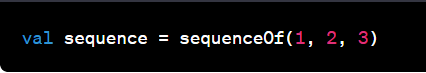 val sequence = sequenceOf(1, 2, 3)